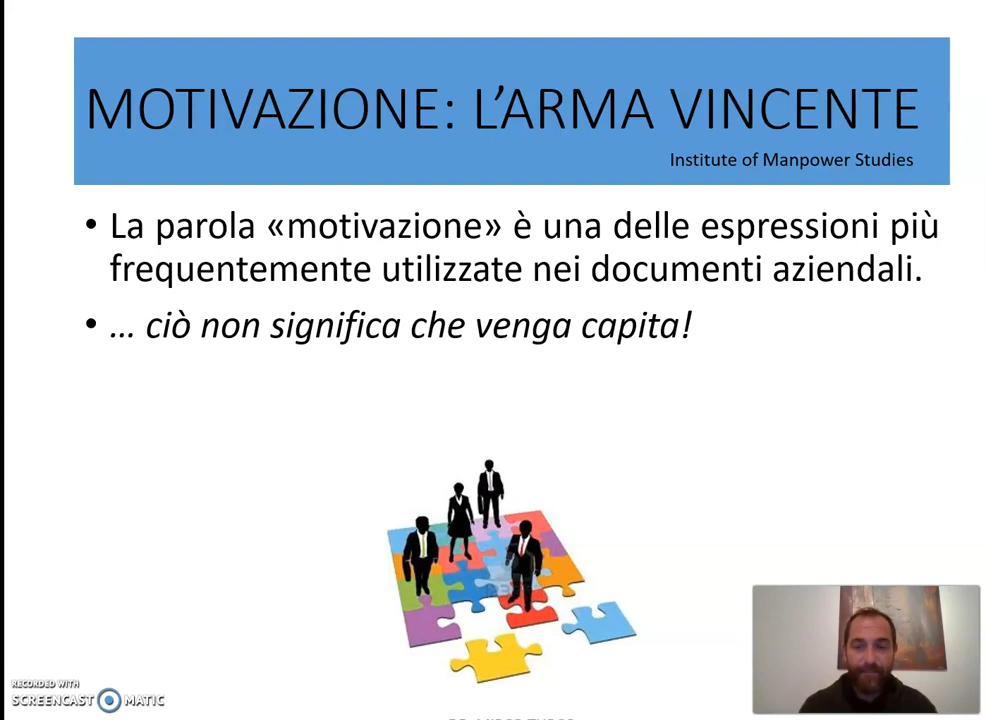 MOTIVAZIONE: L’ARMA VINCENTE
Institute of Manpower Studies
• La parola «motivazione» è una delle espressioni più
frequentemente utilizzate nei documenti aziendali.
• … ciò non significa che venga capita!
RECORDED WITH
SCREENCAST MATIC